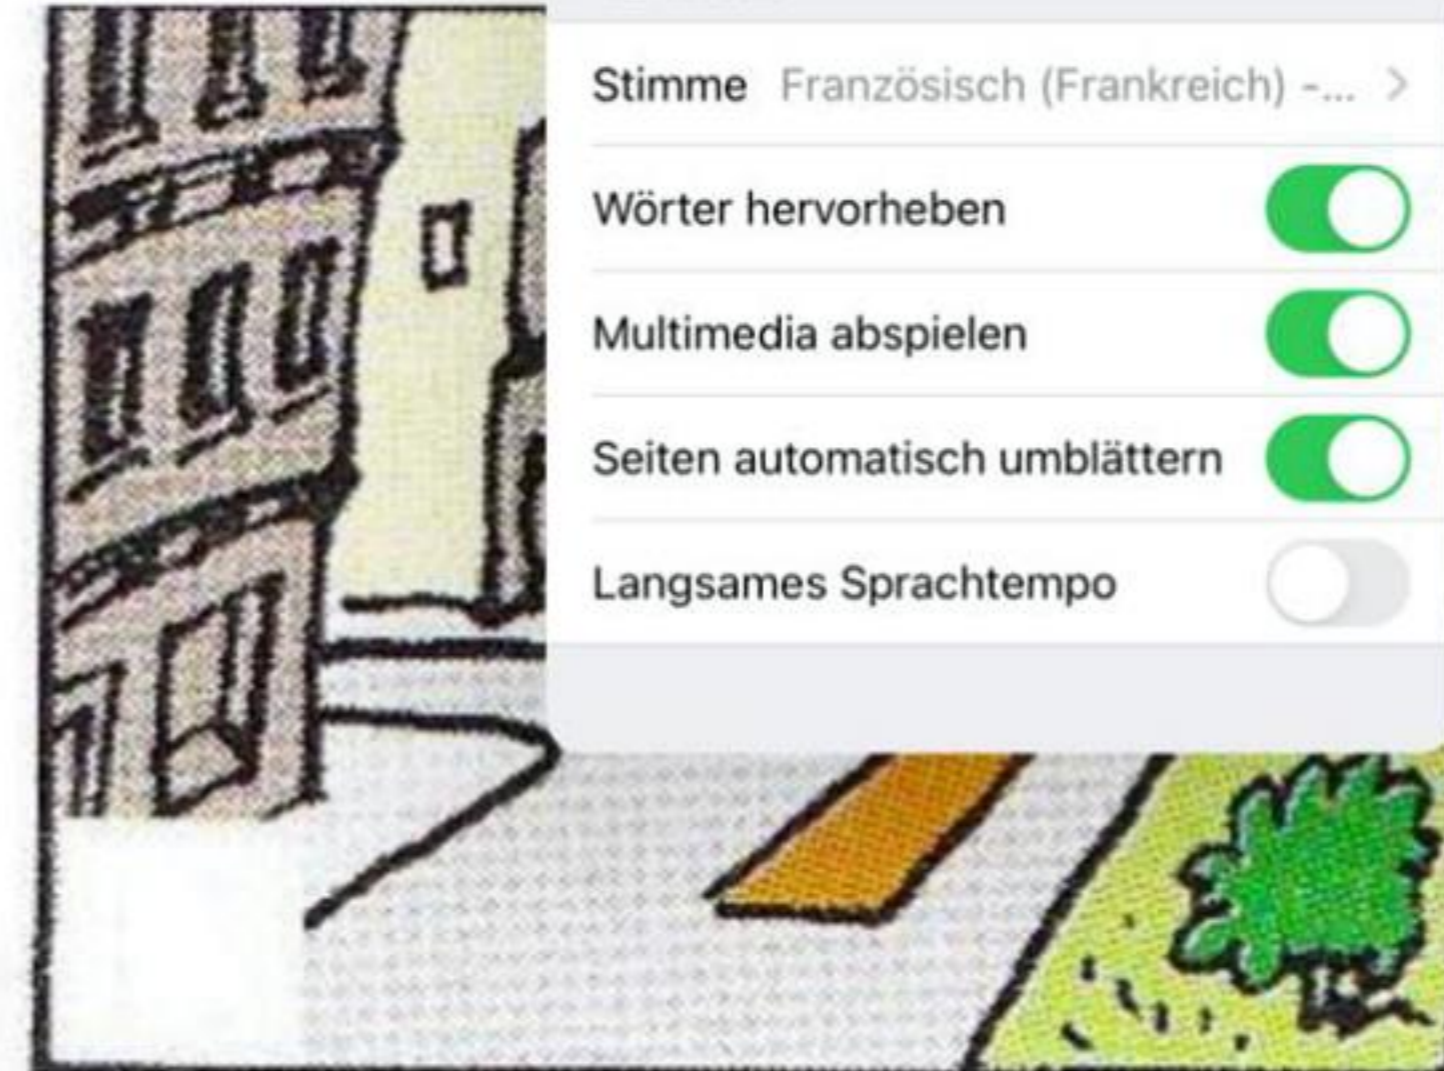 Stimme Französisch (Frankreich) -...
Wörter hervorheben
Multimedia abspielen
Seiten automatisch umblättern
Langsames Sprachtempo